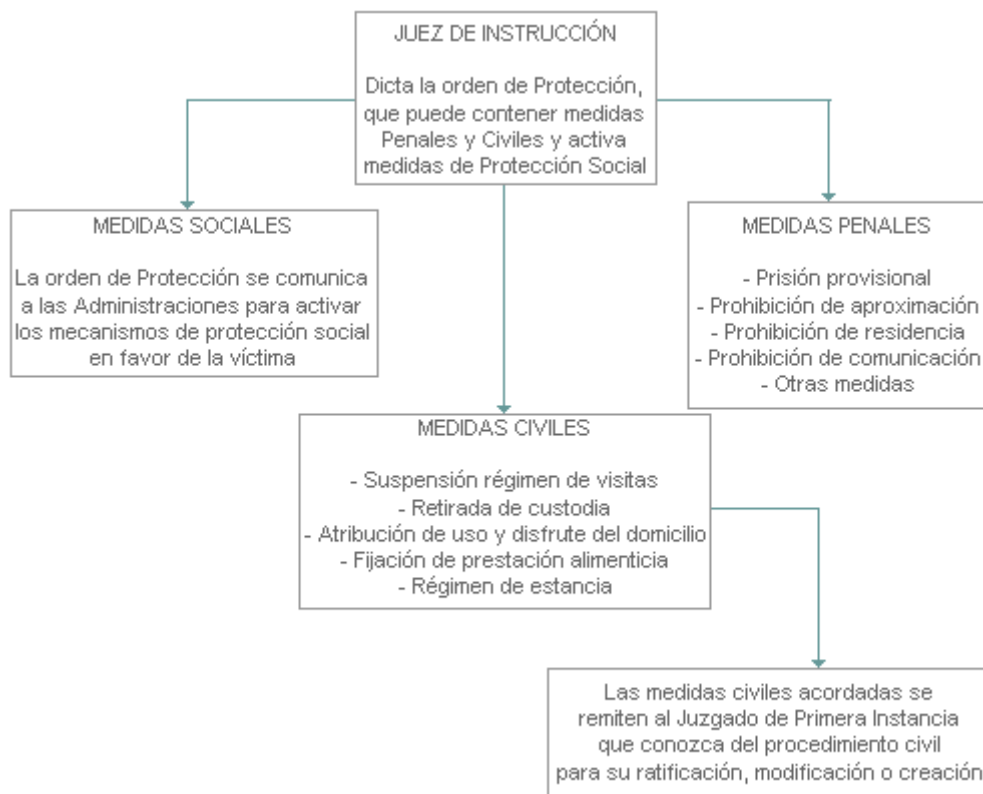 JUEZ DE INSTRUCCIÓN
Dicta la orden de Protección,
que puede contener medidas
Penales y Civiles y activa
medidas de Protección Social
MEDIDAS SOCIALES
La orden de Protección se comunica
a las Administraciones para activar
los mecanismos de protección social
en favor de la víctima
MEDIDAS PENALES
- Prisión provisional
- Prohibición de aproximación
- Prohibición de residencia
- Prohibición de comunicación
- Otras medidas
MEDIDAS CIVILES
- Suspensión régimen de visitas
- Retirada de custodia
- Atribución de uso y disfrute del domicilio
- Fijación de prestación alimenticia
- Régimen de estancia
Las medidas civiles acordadas se
remiten al Juzgado de Primera Instancia
que conozca del procedimiento civil
para su ratificación, modificación o creación